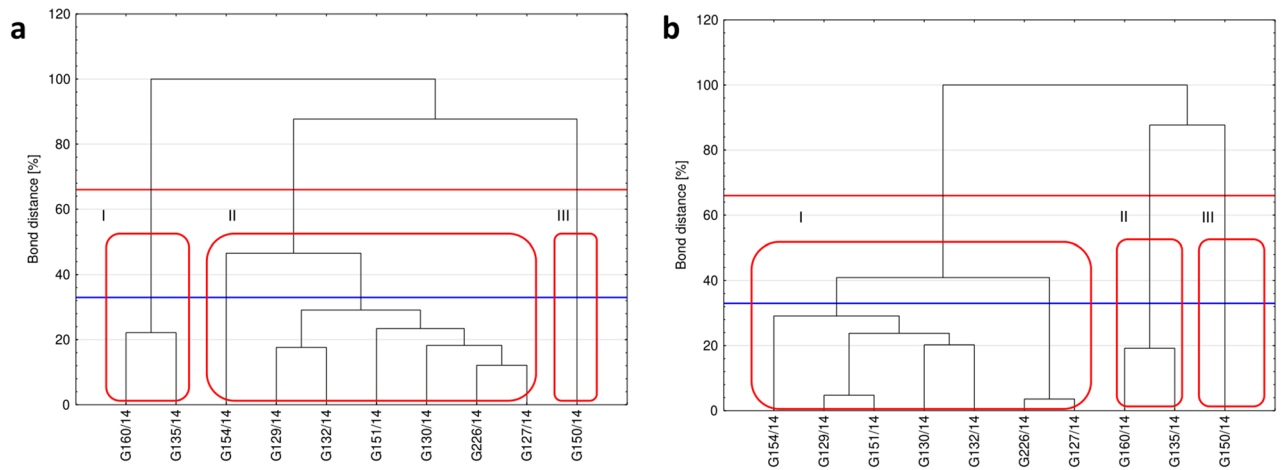 a
120
100
80
60
40
20
0
Bond distance [%]
I
II
III
G160/14
G135/14
G154/14
G129/14
G132/14
G151/14
G130/14
G226/14
G127/14
G150/14
b
120
100
80
60
40
20
0
Bond distance [%]
I
II
III
G154/14
G129/14
G151/14
G130/14
G132/14
G226/14
G127/14
G160/14
G135/14
G150/14